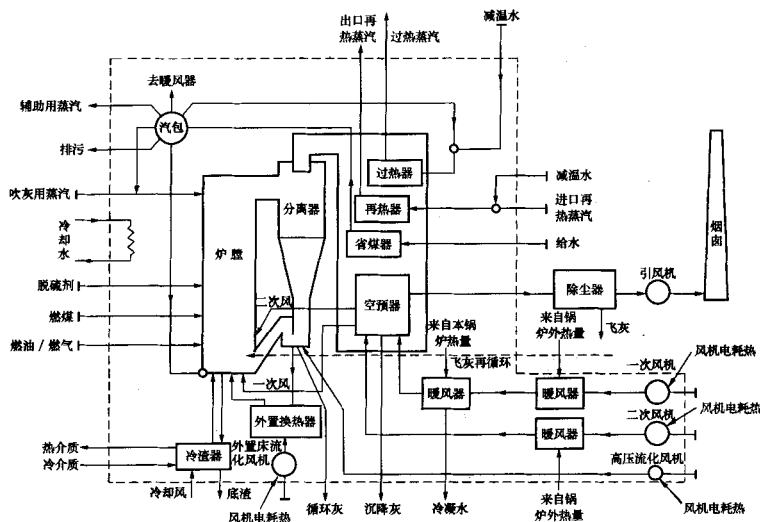 出口再
热蒸汽
过热蒸汽
减温水
去暖风器
辅助用蒸汽
汽包
排污
过热器
减温水
吹灰用蒸汽
分离器
再热器
进口再
热蒸汽
冷
却
水
炉膛
省煤器
给水
烟
囱
脱硫剂
二次风
空预器
除尘器
引风机
燃煤
来自本锅
炉热量
来自锅
炉外热量
飞灰
燃油/燃气
飞灰再循环
一次风机
一次风
暖风器
暖风器
风机电耗热
外置换热器
二次风机
热介质
冷渣器
外置床流
化风机
暖风器
风机电耗热
冷介质
高压流化风机
冷却风
底渣
风机电耗热
循环灰
沉降灰
冷凝水
来自锅
炉外热量
风机电耗热